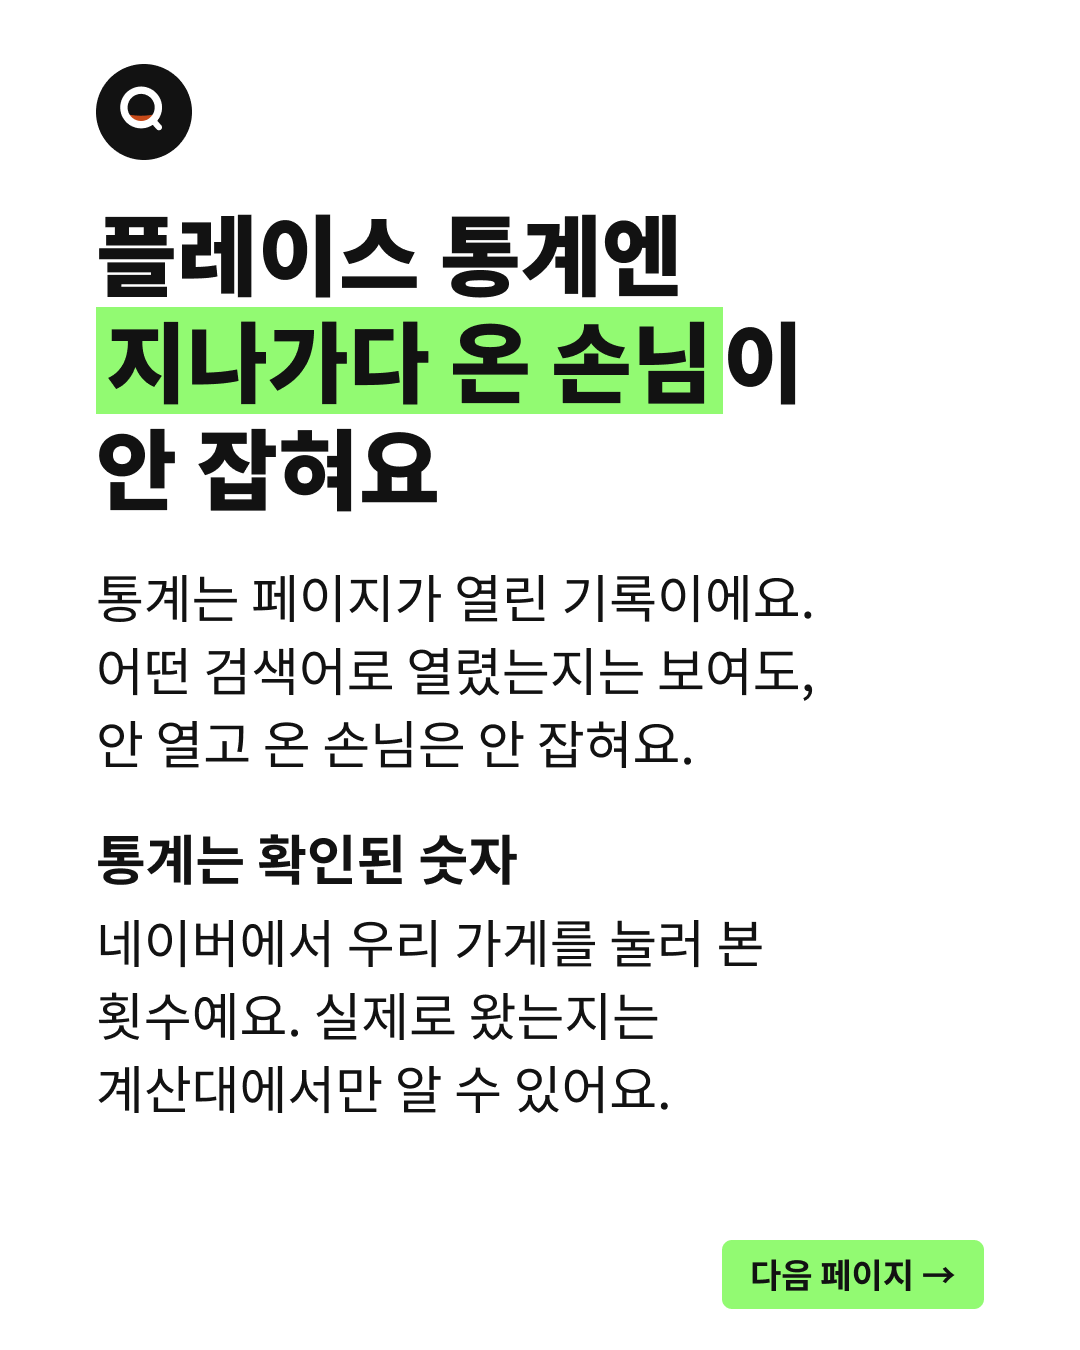 플레이스 통계엔
지나가다 온 손님이
안 잡혀요
통계는 페이지가 열린 기록이에요.
어떤 검색어로 열렸는지는 보여도,
안 열고 온 손님은 안 잡혀요.
통계는 확인된 숫자
네이버에서 우리 가게를 눌러 본
횟수예요. 실제로 왔는지는
계산대에서만 알 수 있어요.
다음 페이지 →